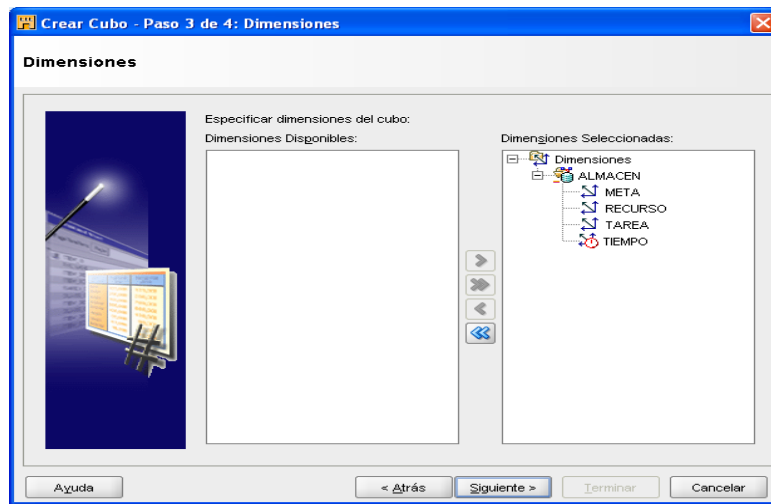 Crear Cubo - Paso 3 de 4: Dimensiones
Dimensiones
Especificar dimensiones del cubo:
Dimensiones Disponibles:
Dimensiones Seleccionadas:
Dimensiones
ALMACEN
META
RECURSO
TAREA
TIEMPO
Ayuda
< Atrás
Siguiente >
Terminar
Cancelar